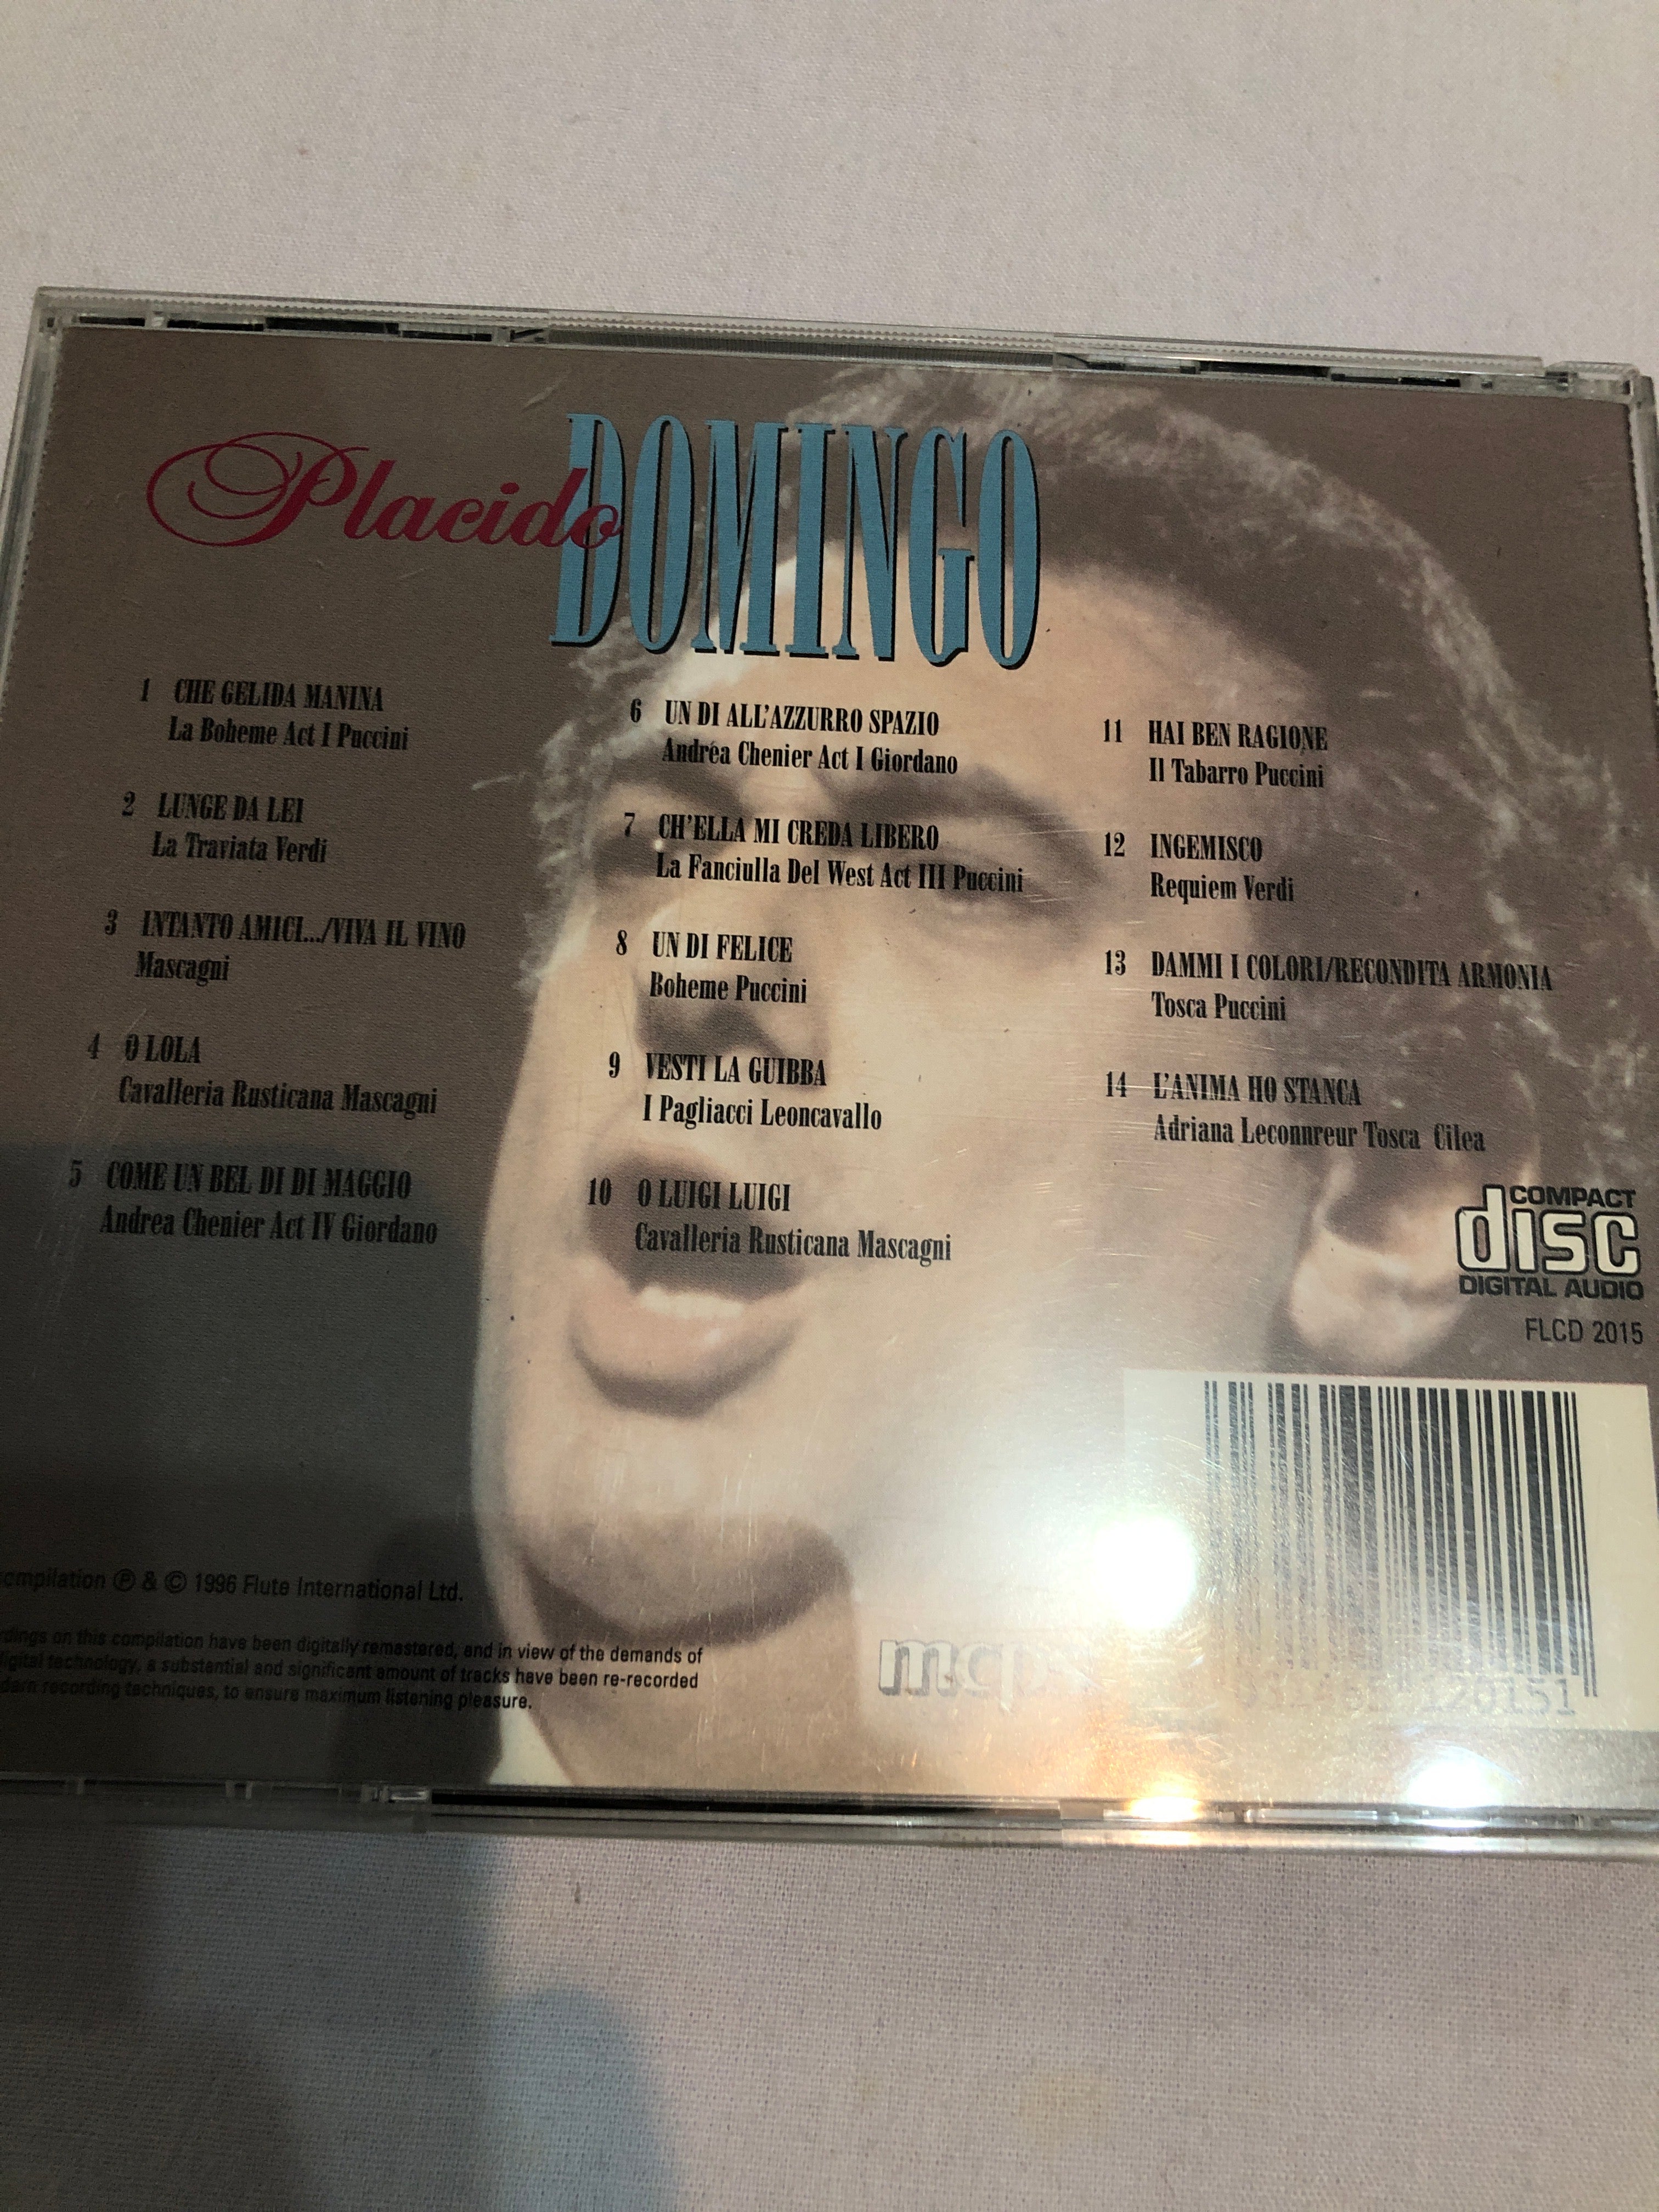 Placido DOMINGO
1 CHE GELIDA MANINA
La Boheme Act I Puccini
2 LUNGE DA LEI
La Traviata Verdi
3 INTANTO AMICI.../VIVA IL VINO
Mascagni
4 O LOLA
Cavalleria Rusticana Mascagni
5 COME UN BEL DI DI MAGGIO
Andrea Chenier Act IV Giordano
6 UN DI ALL'AZZURRO SPAZIO
Andrea Chenier Act I Giordano
7 CH'ELLA MI CREDA LIBERO
La Fanciulla Del West Act III Puccini
8 UN DI FELICE
Boheme Puccini
9 VESTI LA GUIBBA
I Pagliacci Leoncavallo
10 O LUIGI LUIGI
Cavalleria Rusticana Mascagni
11 HAI BEN RAGIONE
Il Tabarro Puccini
12 INGEMISCO
Requiem Verdi
13 DAMMI I COLORI/RECONDITA ARMONIA
Tosca Puccini
14 L'ANIMA HO STANCA
Adriana Leconnreur Tosca Cilea
COMPACT
disc
DIGITAL AUDIO
FLCD 2015
℗ & © 1996 Flute International Ltd.
on this compilation have been digitally remastered, and in view of the demands of
technology, a substantial and significant amount of tracks have been re-recorded
recording techniques, to ensure maximum listening pleasure.
120151